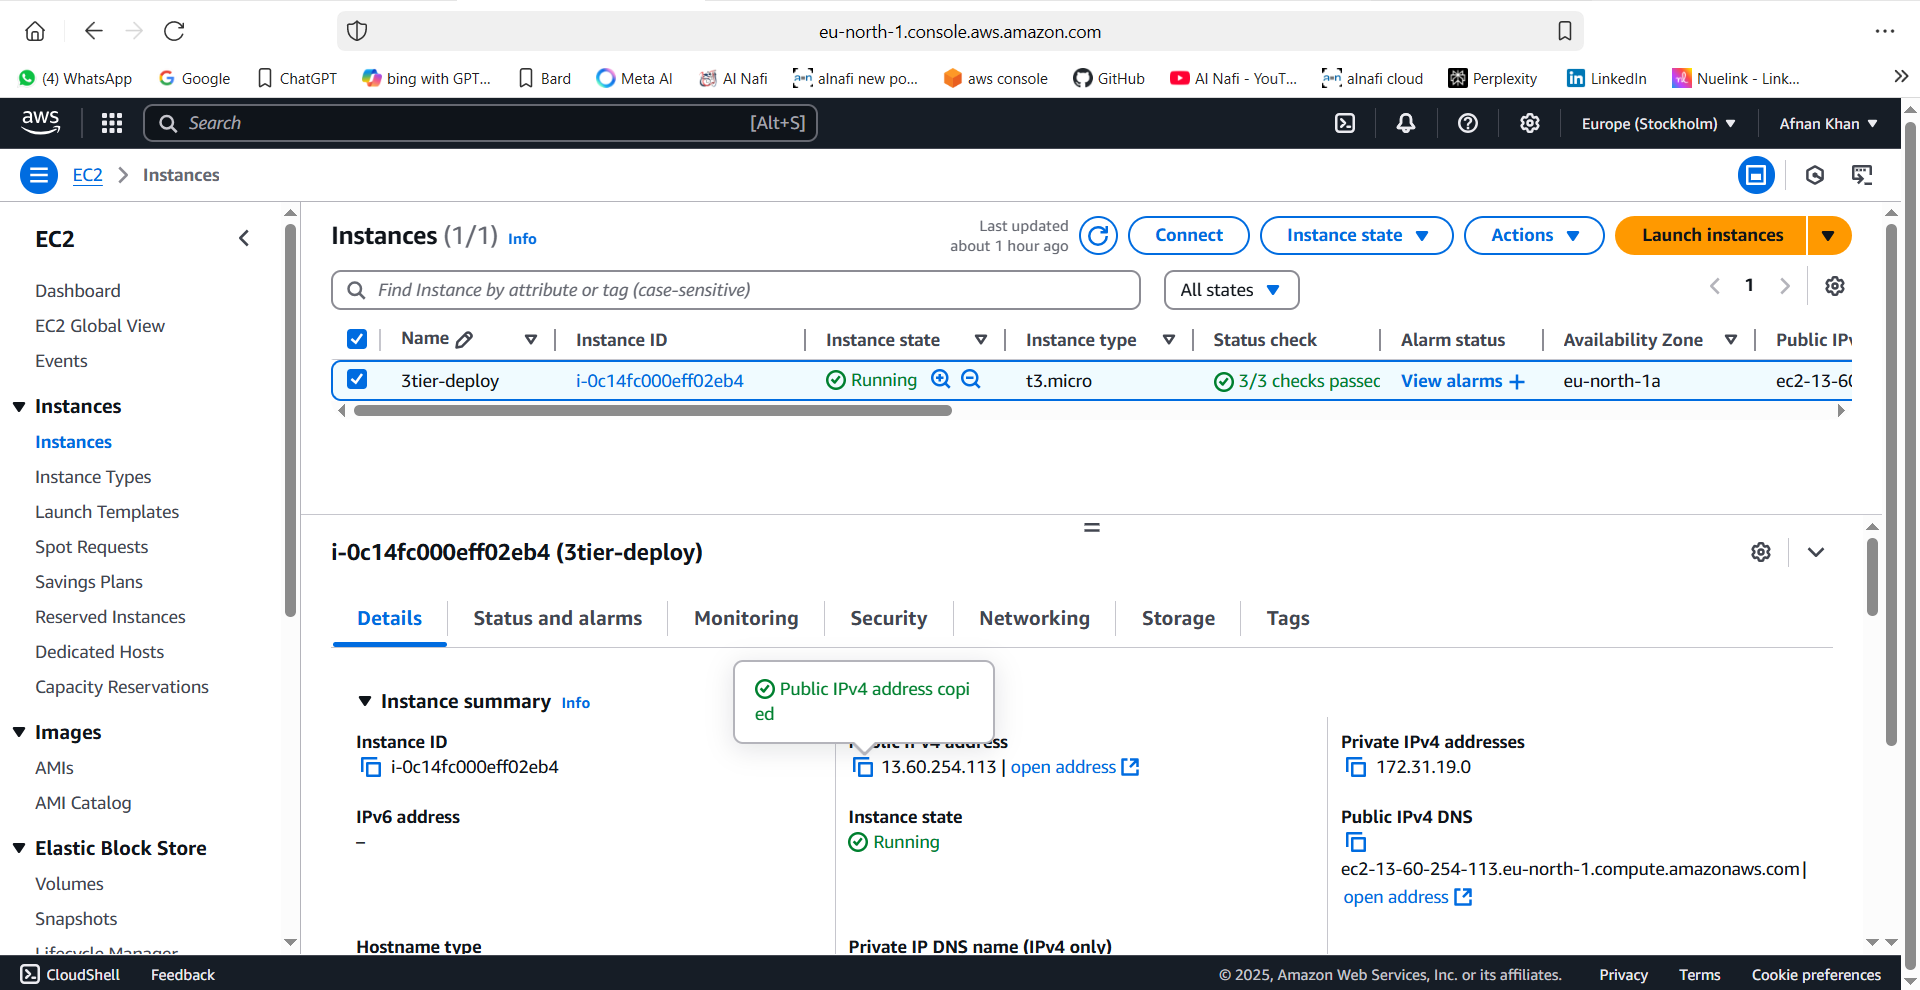 eu-north-1.console.aws.amazon.com
(4) WhatsApp
Google
ChatGPT
bing with GPT...
Bard
Meta AI
AI Nafi
alnafi new po...
aws console
GitHub
Al Nafi - YouT...
alnafi cloud
Perplexity
LinkedIn
Nuelink - Link...
aws
Search
[Alt+S]
Europe (Stockholm)
Afnan Khan
EC2
Instances
EC2
Dashboard
EC2 Global View
Events
Instances
Instances
Instance Types
Launch Templates
Spot Requests
Savings Plans
Reserved Instances
Dedicated Hosts
Capacity Reservations
Images
AMIs
AMI Catalog
Elastic Block Store
Volumes
Snapshots
Lifecycle Manager
Instances (1/1) Info
Last updated
about 1 hour ago
Connect
Instance state
Actions
Launch instances
Find Instance by attribute or tag (case-sensitive)
All states
1
Name
Instance ID
Instance state
Instance type
Status check
Alarm status
Availability Zone
Public IPv
3tier-deploy
i-0c14fc000eff02eb4
Running
t3.micro
3/3 checks passed
View alarms +
eu-north-1a
ec2-13-60
i-0c14fc000eff02eb4 (3tier-deploy)
Details
Status and alarms
Monitoring
Security
Networking
Storage
Tags
Public IPv4 address copi
ed
Instance summary Info
Instance ID
i-0c14fc000eff02eb4
Public IPv4 address
13.60.254.113 | open address
Private IPv4 addresses
172.31.19.0
IPv6 address
–
Instance state
Running
Public IPv4 DNS
ec2-13-60-254-113.eu-north-1.compute.amazonaws.com |
open address
Hostname type
Private IP DNS name (IPv4 only)
CloudShell
Feedback
© 2025, Amazon Web Services, Inc. or its affiliates.
Privacy
Terms
Cookie preferences